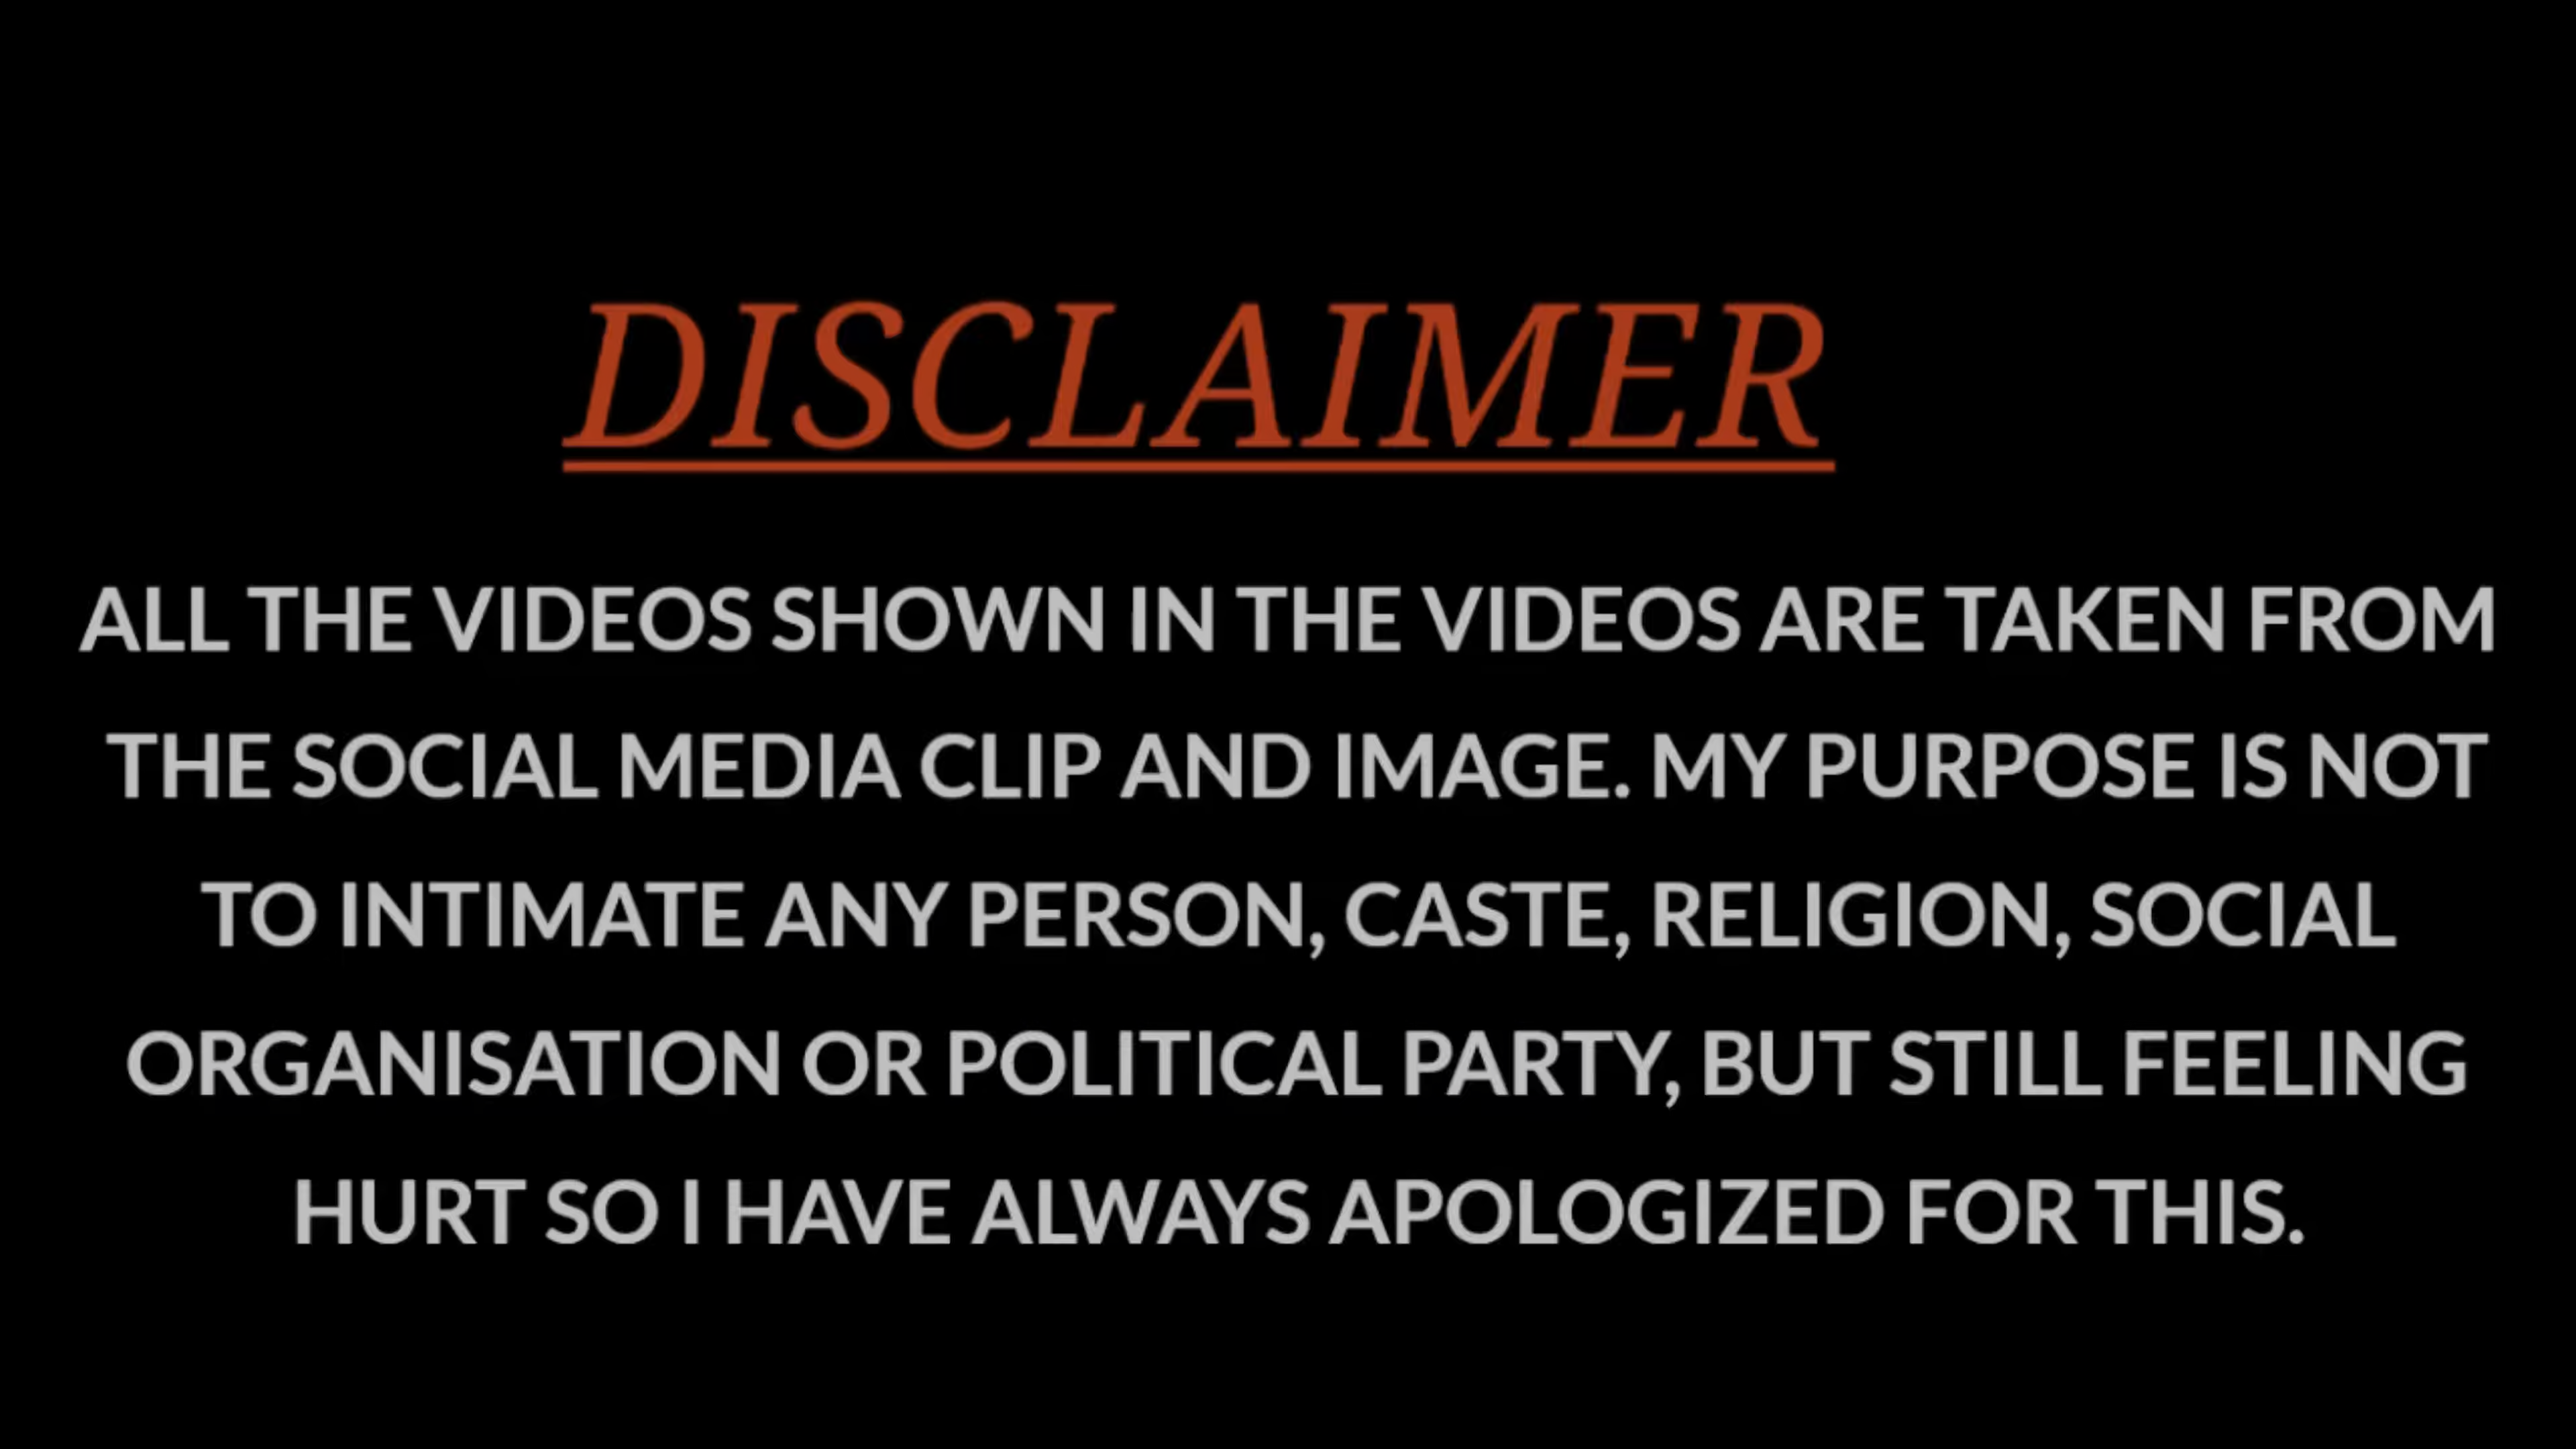 DISCLAIMER
ALL THE VIDEOS SHOWN IN THE VIDEOS ARE TAKEN FROM
THE SOCIAL MEDIA CLIP AND IMAGE. MY PURPOSE IS NOT
TO INTIMATE ANY PERSON, CASTE, RELIGION, SOCIAL
ORGANISATION OR POLITICAL PARTY, BUT STILL FEELING
HURT SO I HAVE ALWAYS APOLOGIZED FOR THIS.